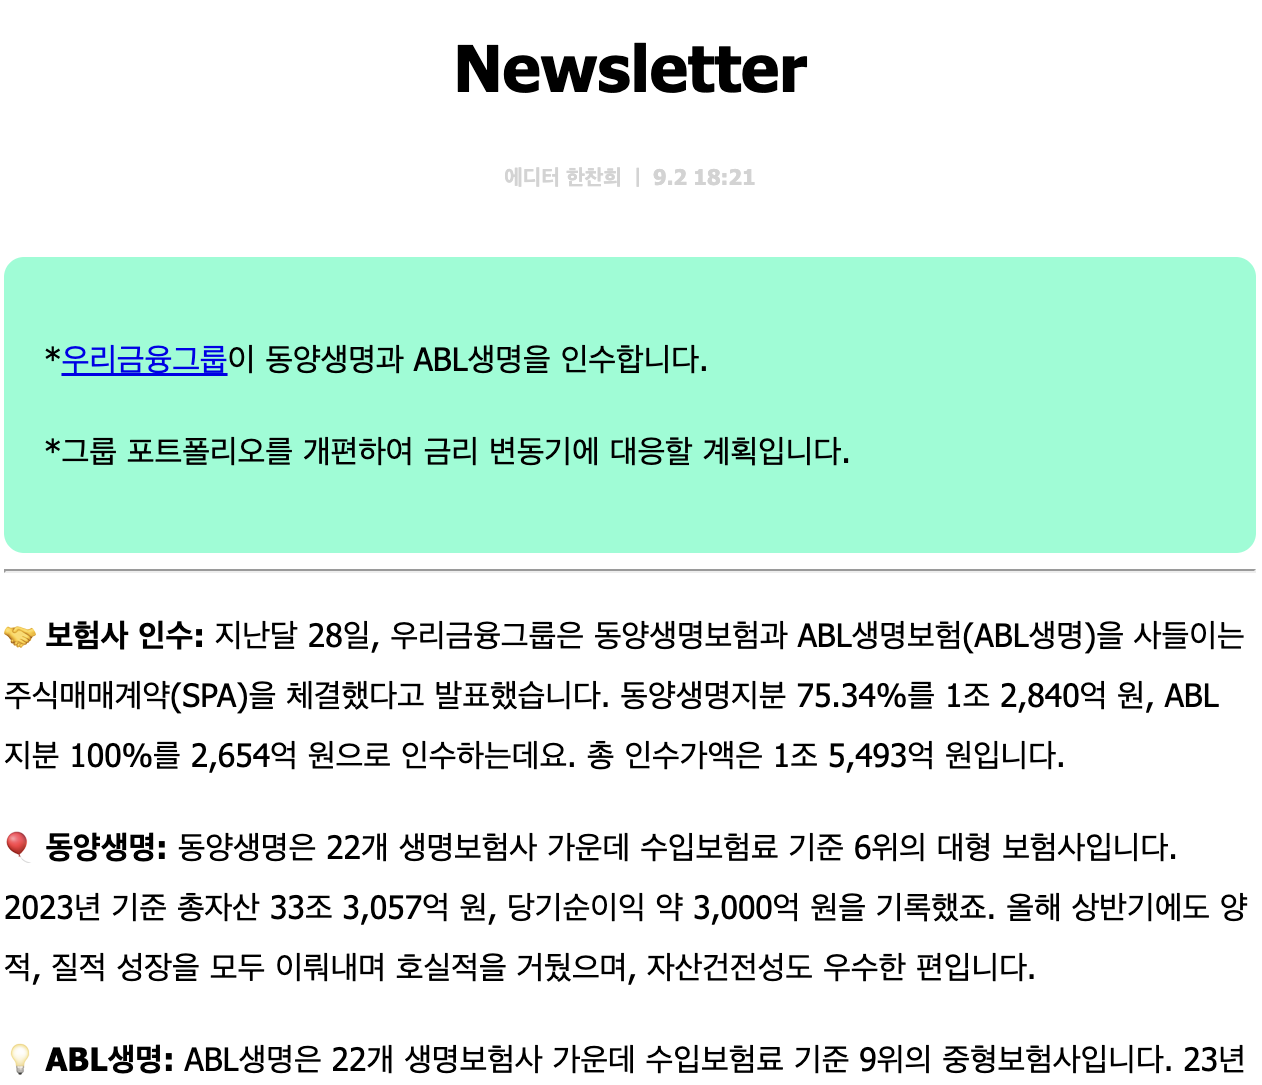 Newsletter
에디터 한찬희 ㅣ 9.2 18:21
*우리금융그룹이 동양생명과 ABL생명을 인수합니다.
*그룹 포트폴리오를 개편하여 금리 변동기에 대응할 계획입니다.
🤝 보험사 인수: 지난달 28일, 우리금융그룹은 동양생명보험과 ABL생명보험(ABL생명)을 사들이는
주식매매계약(SPA)을 체결했다고 발표했습니다. 동양생명지분 75.34%를 1조 2,840억 원, ABL
지분 100%를 2,654억 원으로 인수하는데요. 총 인수가액은 1조 5,493억 원입니다.
🎈 동양생명: 동양생명은 22개 생명보험사 가운데 수입보험료 기준 6위의 대형 보험사입니다.
2023년 기준 총자산 33조 3,057억 원, 당기순이익 약 3,000억 원을 기록했죠. 올해 상반기에도 양
적, 질적 성장을 모두 이뤄내며 호실적을 거뒀으며, 자산건전성도 우수한 편입니다.
💡 ABL생명: ABL생명은 22개 생명보험사 가운데 수입보험료 기준 9위의 중형보험사입니다. 23년